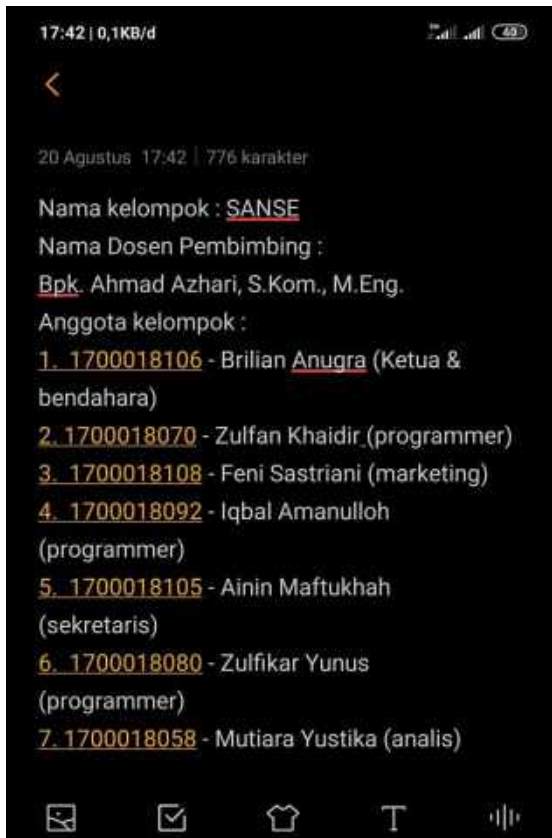 17:42 | 0,1KB/d
40
20 Agustus 17:42 | 776 karakter
Nama kelompok : SANSE
Nama Dosen Pembimbing :
Bpk. Ahmad Azhari, S.Kom., M.Eng.
Anggota kelompok :
1. 1700018106 - Brilian Anugra (Ketua &
bendahara)
2. 1700018070 - Zulfan Khaidir (programmer)
3. 1700018108 - Feni Sastriani (marketing)
4. 1700018092 - Iqbal Amanulloh
(programmer)
5. 1700018105 - Ainin Maftukhah
(sekretaris)
6. 1700018080 - Zulfikar Yunus
(programmer)
7. 1700018058 - Mutiara Yustika (analis)
T